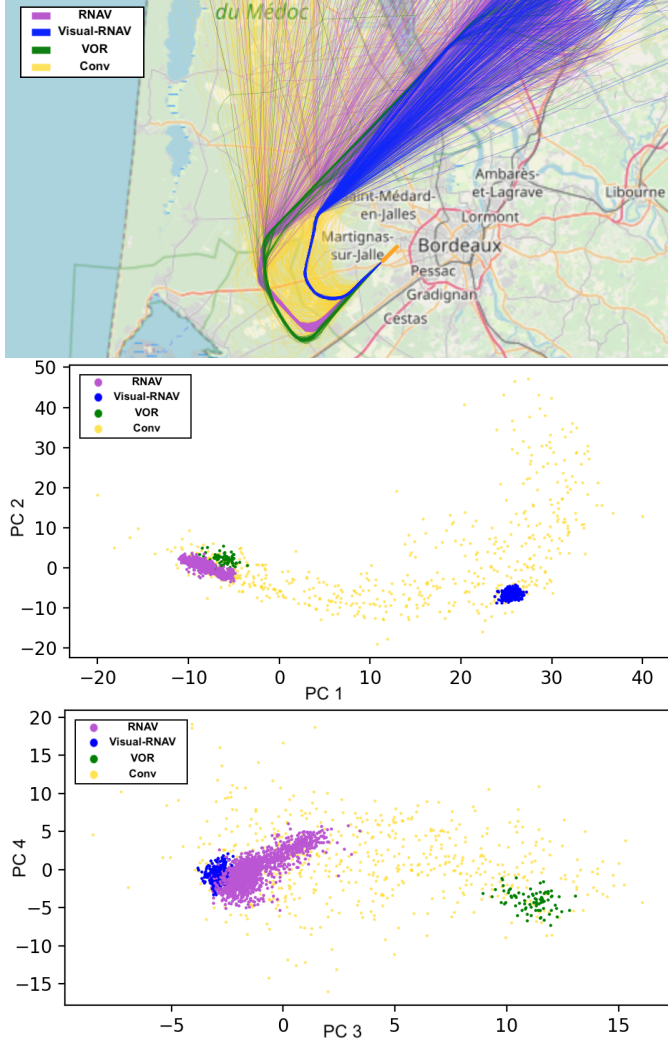 du Médoc
RNAV
Visual-RNAV
VOR
Conv
Saint-Médard-
en-Jalles
Ambarès-
et-Lagrave
Libourne
Lormont
Martignas-
sur-Jalle
Bordeaux
Pessac
Gradignan
Cestas
50
40
30
20
10
0
−10
−20
PC 2
RNAV
Visual-RNAV
VOR
Conv
−20
−10
0
10
20
30
40
PC 1
20
15
10
5
0
−5
−10
−15
PC 4
RNAV
Visual-RNAV
VOR
Conv
−5
0
5
10
15
PC 3